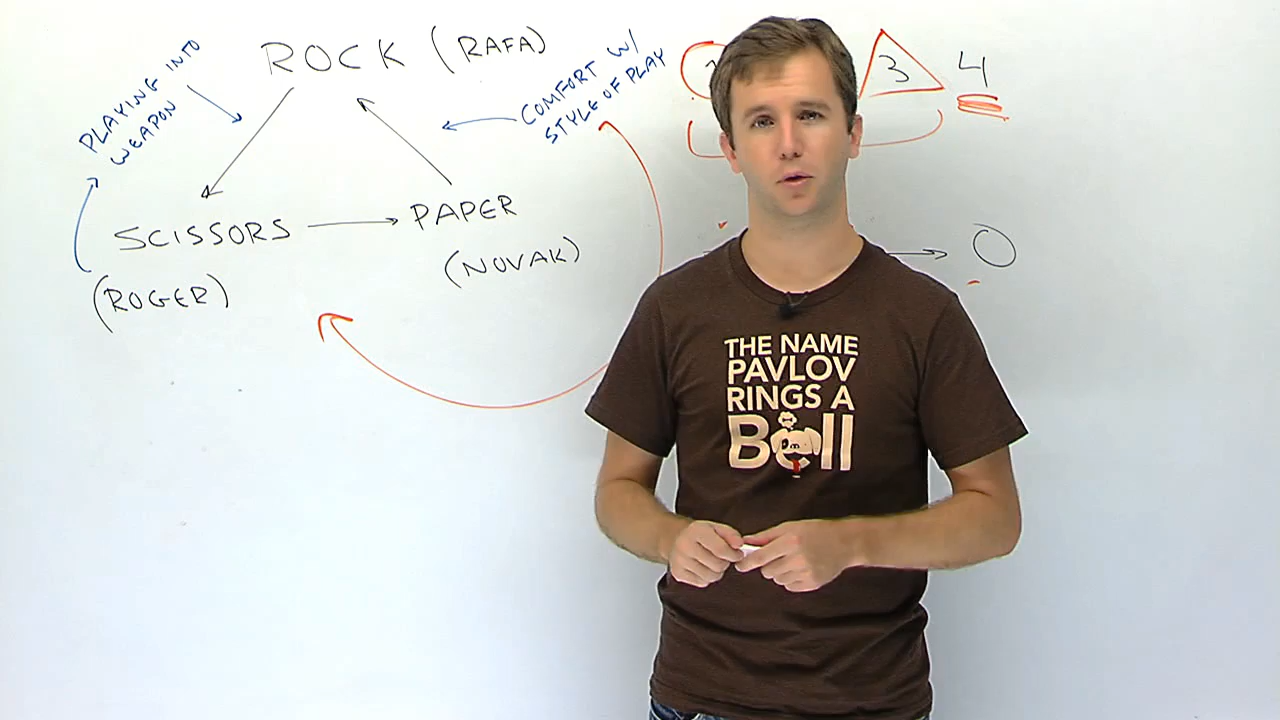 ROCK (RAFA)
PLAYING INTO
WEAPON
COMFORT W/
STYLE OF PLAY
SCISSORS
(ROGER)
PAPER
(NOVAK)
3 4
O
THE NAME
PAVLOV
RINGS A
Bell